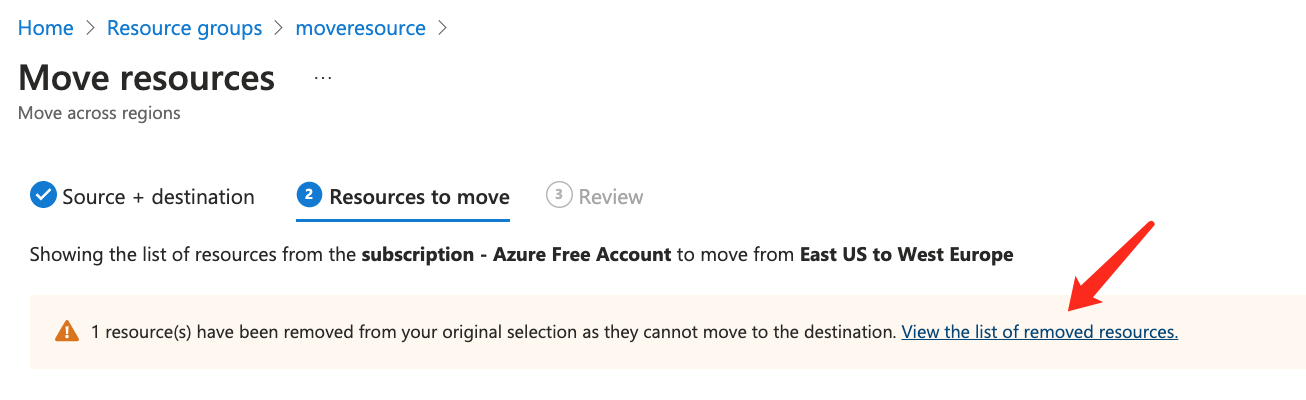 Home > Resource groups > moveresource >
Move resources ...
Move across regions
Source + destination 2 Resources to move 3 Review
Showing the list of resources from the subscription - Azure Free Account to move from East US to West Europe
1 resource(s) have been removed from your original selection as they cannot move to the destination. View the list of removed resources.